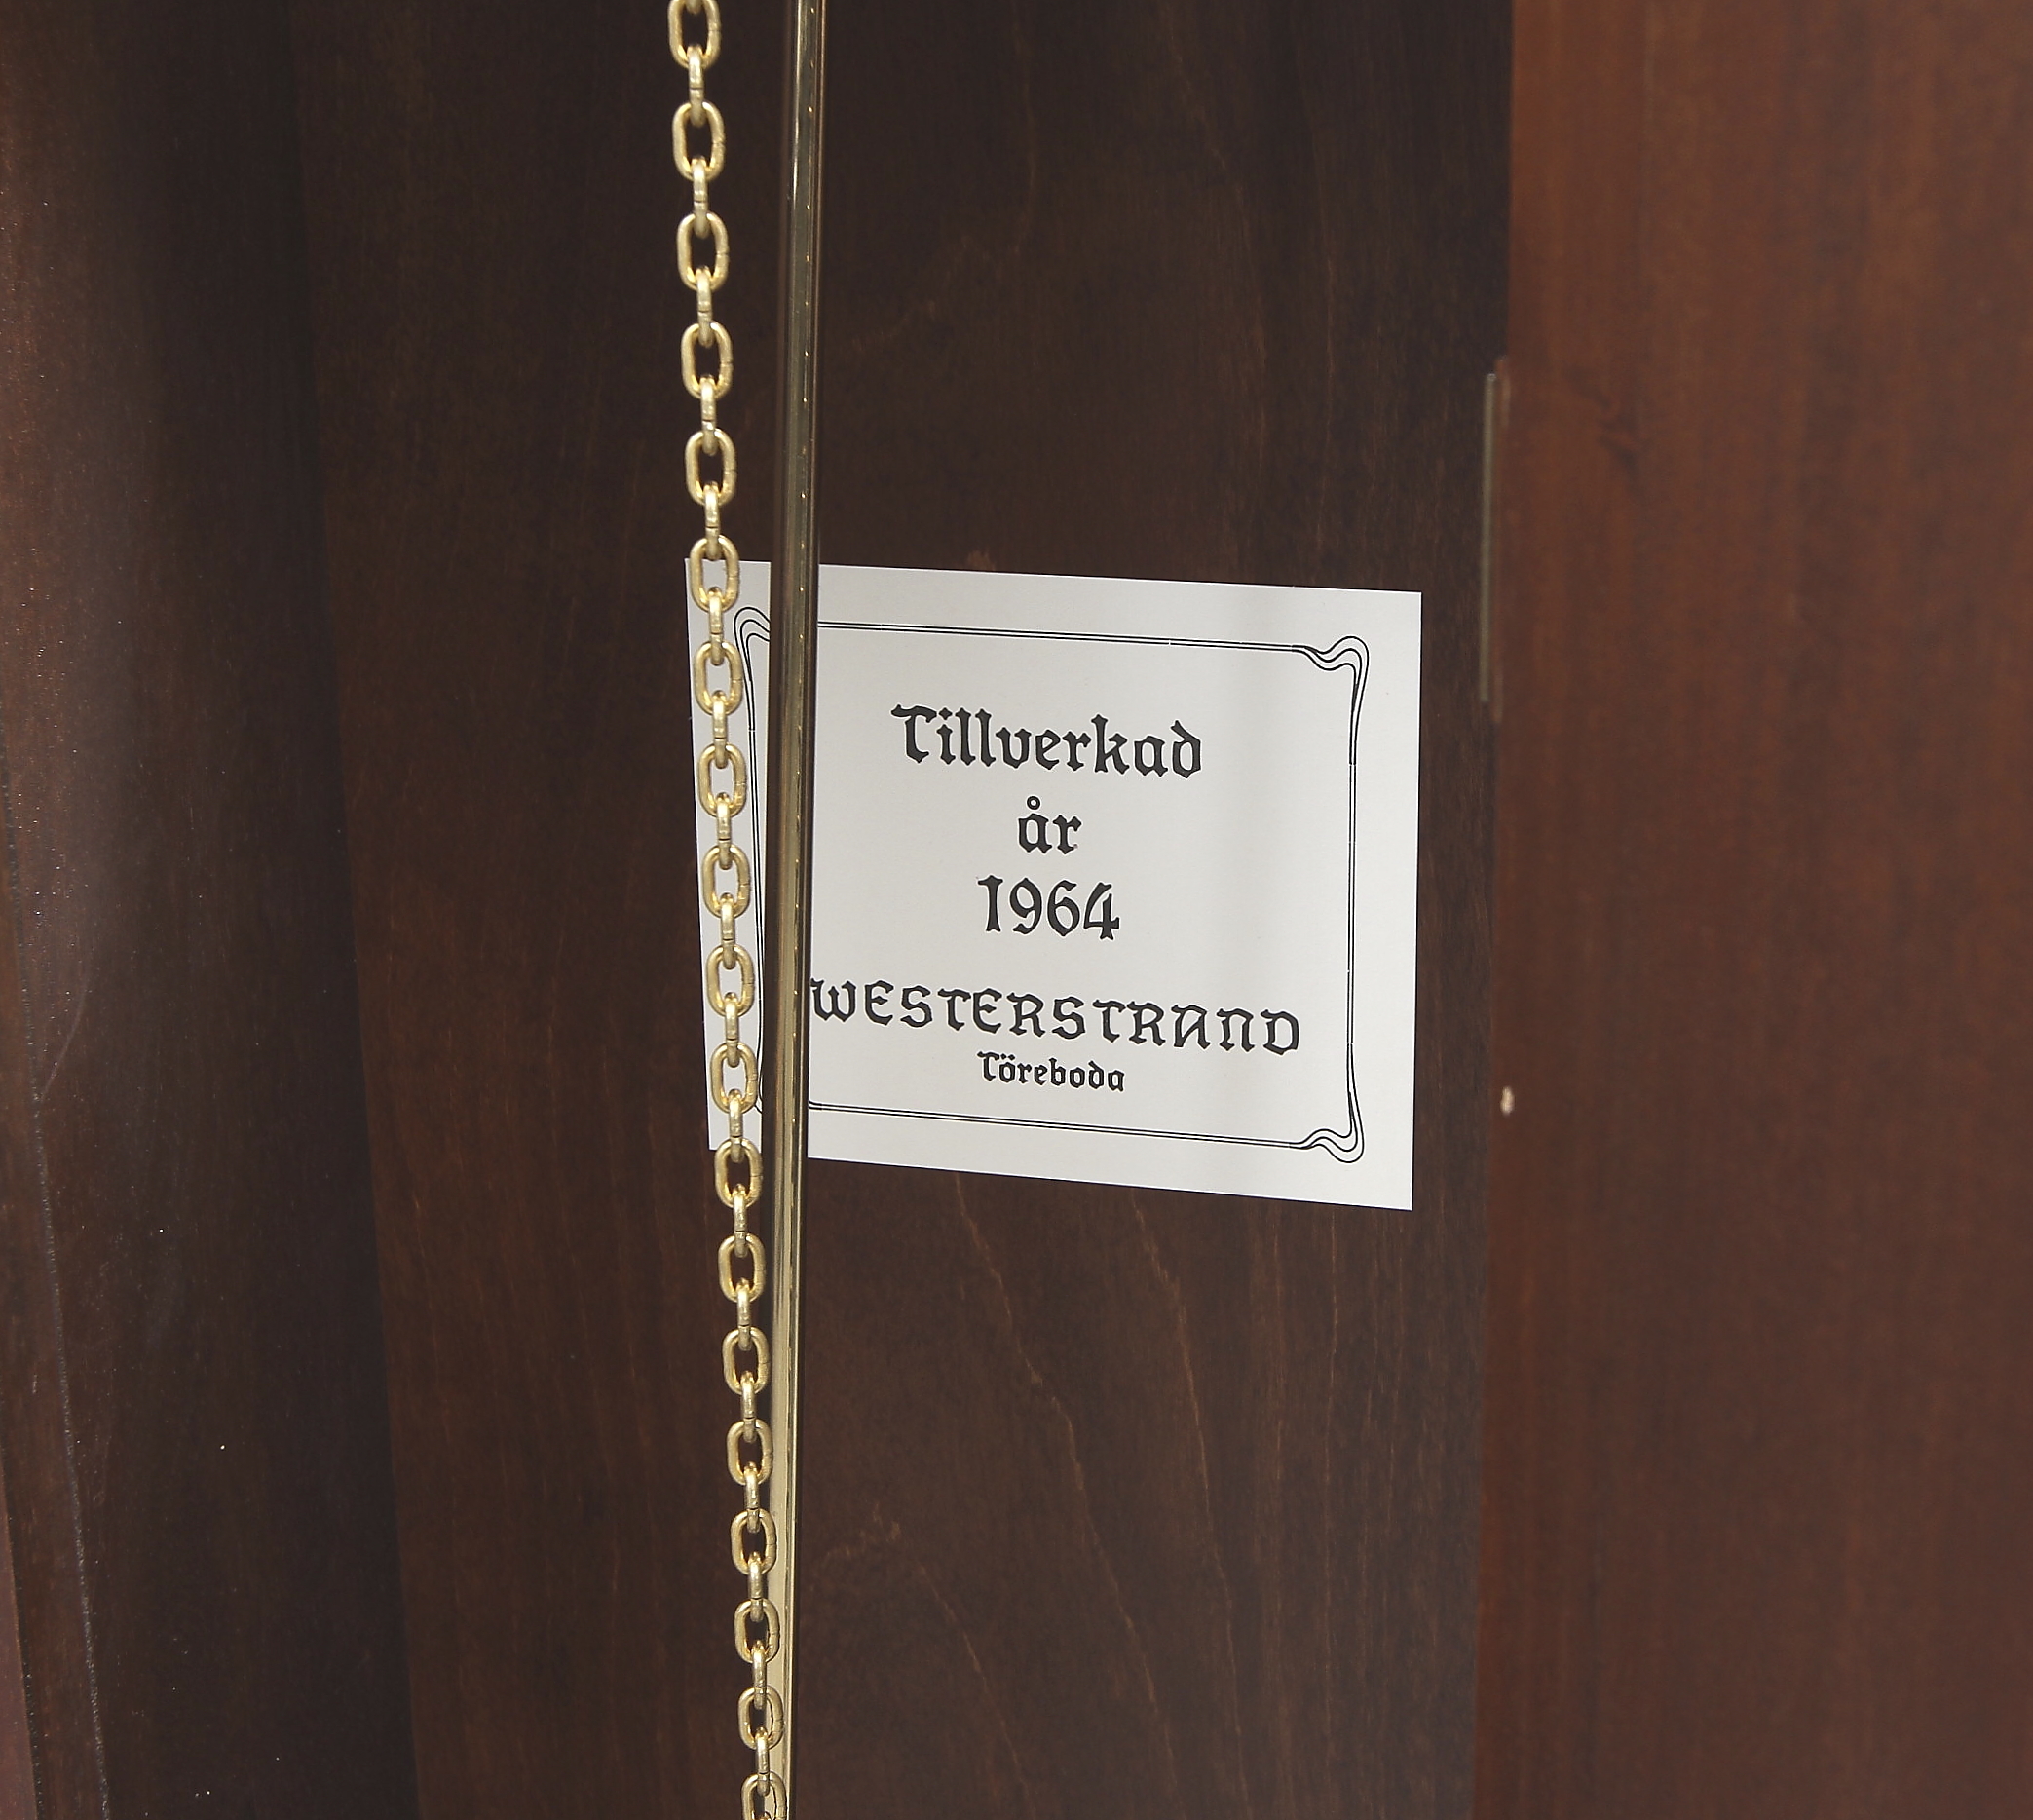 Tillverkad
år
1964
WESTERSTRAND
Töreboda